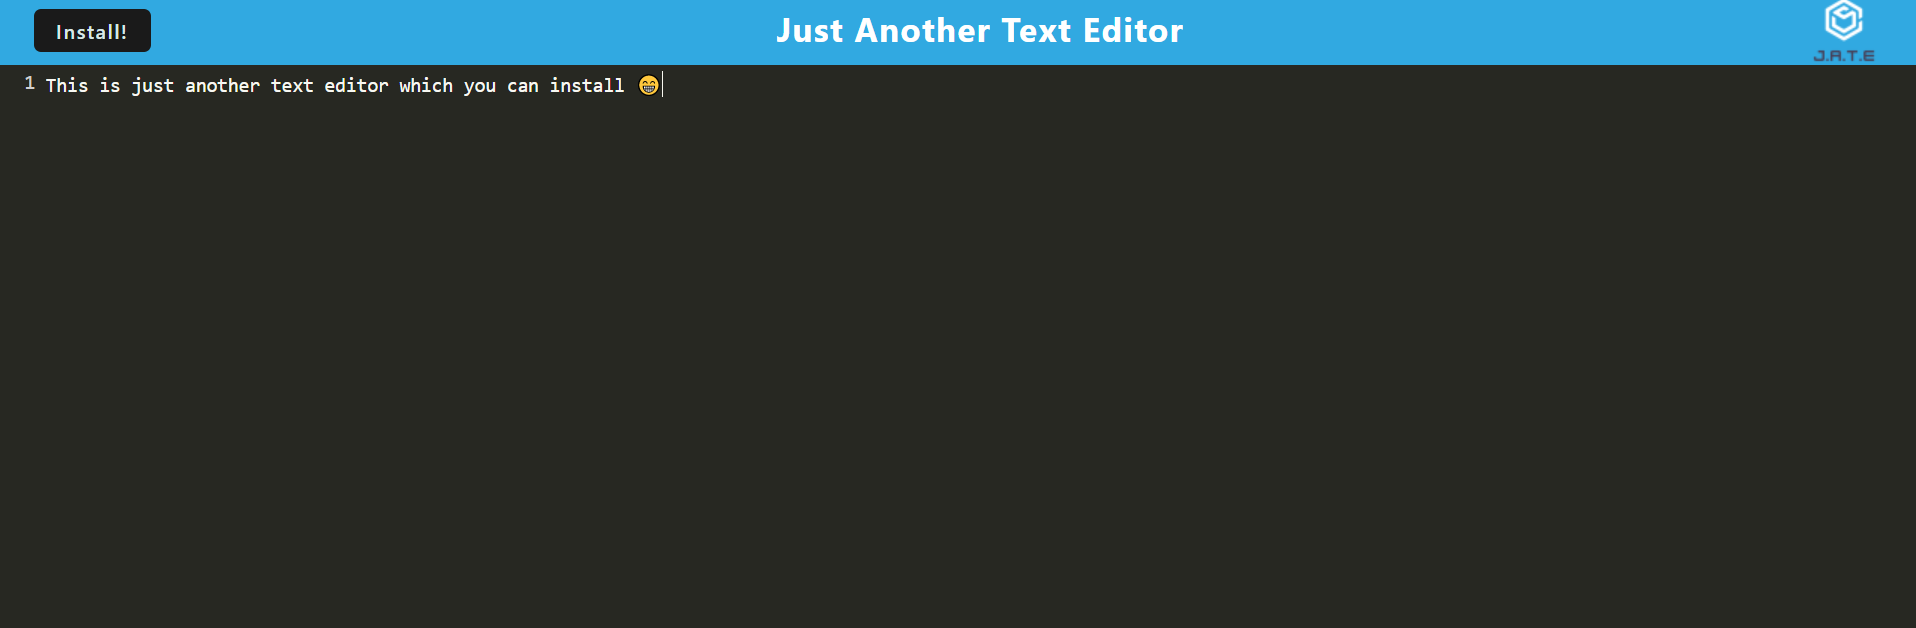 Install!
Just Another Text Editor
J.A.T.E
1 This is just another text editor which you can install 😁